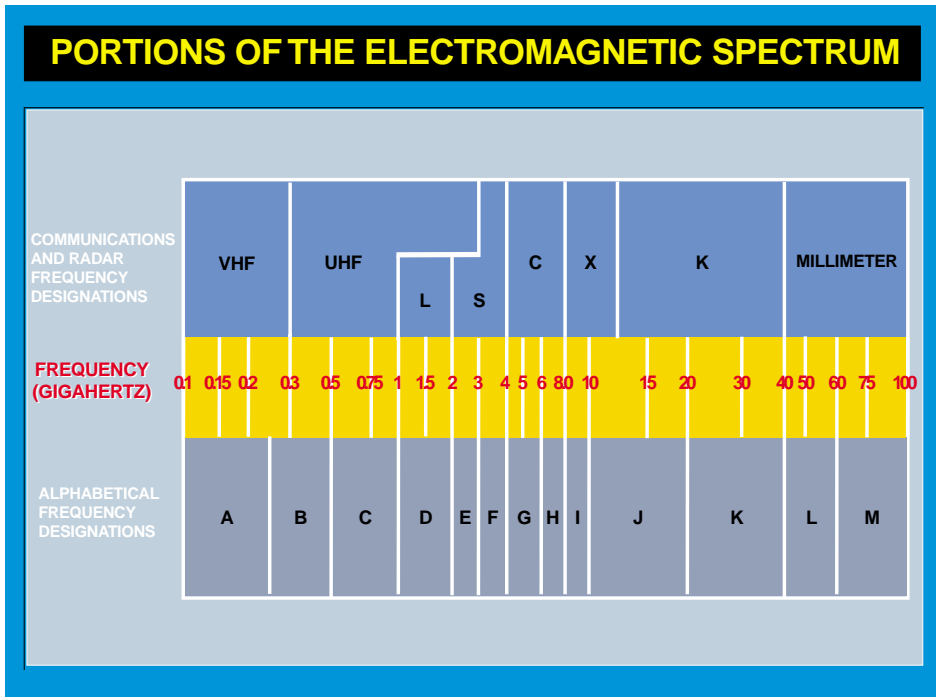 PORTIONS OF THE ELECTROMAGNETIC SPECTRUM
COMMUNICATIONS
AND RADAR
FREQUENCY
DESIGNATIONS
VHF UHF L S C X K MILLIMETER
FREQUENCY
(GIGAHERTZ)
0.1 0.15 0.2 0.3 0.5 0.75 1 1.5 2 3 4 5 6 8.0 10 15 20 30 40 50 60 75 100
ALPHABETICAL
FREQUENCY
DESIGNATIONS
A B C D E F G H I J K L M